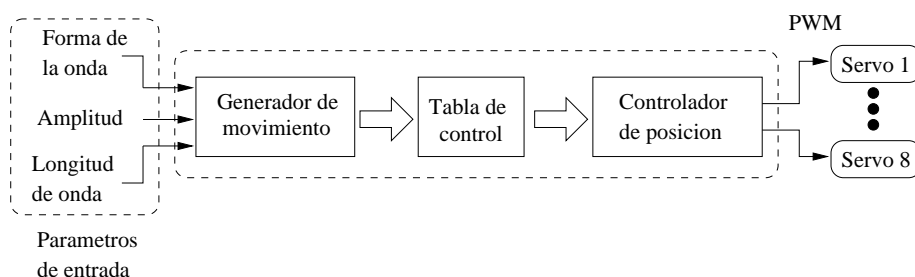 Forma de
la onda
Amplitud
Longitud
de onda
Parametros
de entrada
Generador de
movimiento
Tabla de
control
Controlador
de posicion
PWM
Servo 1
Servo 8